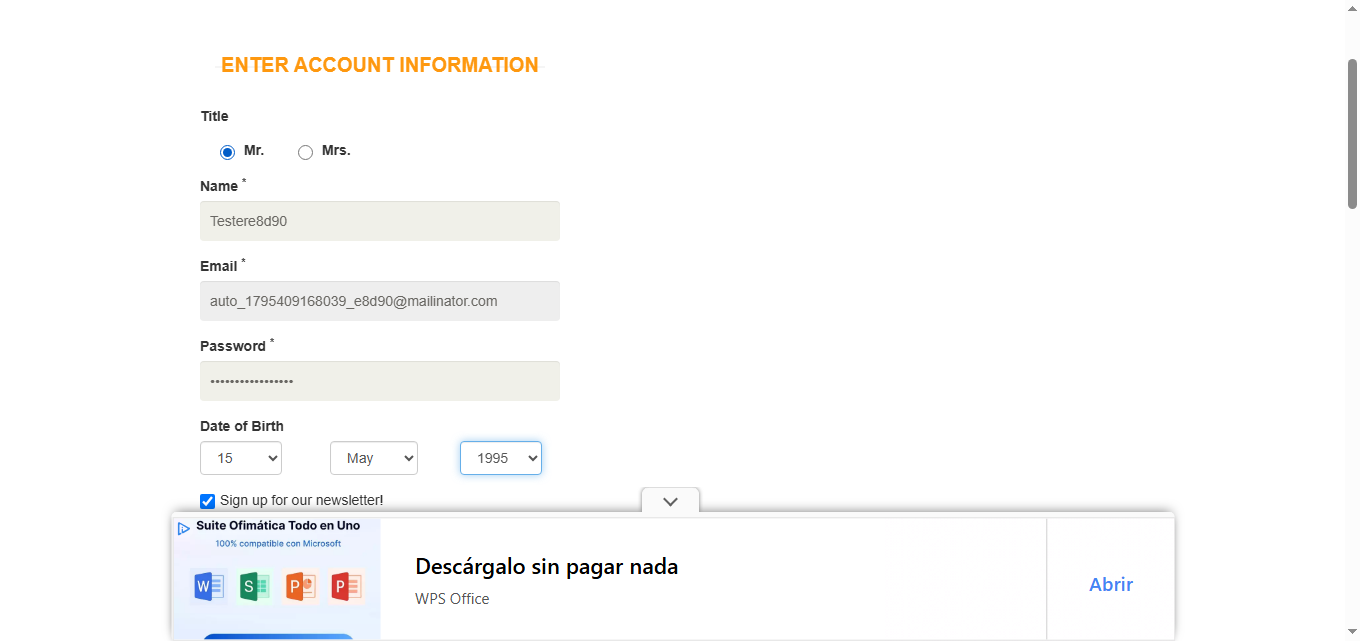 ENTER ACCOUNT INFORMATION
Title
Mr. Mrs.
Name *
Testere8d90
Email *
auto_1795409168039_e8d90@mailinator.com
Password *
•••••••••••••••••
Date of Birth
15 May 1995
Sign up for our newsletter!
Suite Ofimática Todo en Uno
100% compatible con Microsoft
W S P P
Descárgalo sin pagar nada
WPS Office
Abrir